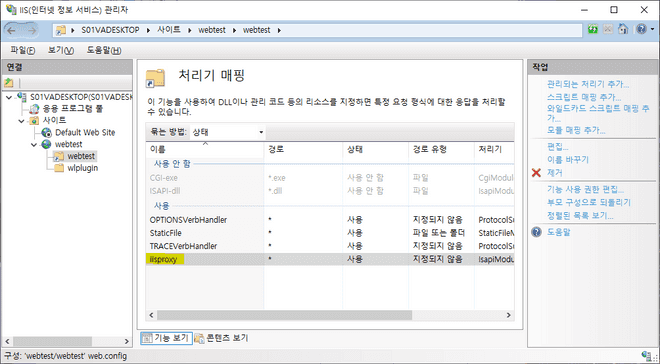 IIS(인터넷 정보 서비스) 관리자
S01VADESKTOP 사이트 webtest webtest
파일(F) 보기(V) 도움말(H)
연결
S01VADESKTOP(S01VADESK
응용 프로그램 풀
사이트
Default Web Site
webtest
webtest
wlplugin
처리기 매핑
이 기능을 사용하여 DLL이나 관리 코드 등의 리소스를 지정하면 특정 요청 형식에 대한 응답을 처리할
수 있습니다.
묶는 방법: 상태
이름 경로 상태 경로 유형 처리기
사용 안 함
CGI-exe *.exe 사용 안 함 파일 CgiModul
ISAPI-dll *.dll 사용 안 함 파일 IsapiModu
사용
OPTIONSVerbHandler * 사용 지정되지 않음 ProtocolSu
StaticFile * 사용 파일 또는 폴더 StaticFileM
TRACEVerbHandler * 사용 지정되지 않음 ProtocolSu
iisproxy * 사용 지정되지 않음 IsapiModu
기능 보기 콘텐츠 보기
작업
관리되는 처리기 추가...
스크립트 매핑 추가...
와일드카드 스크립트 매핑 추
가...
모듈 매핑 추가...
편집...
이름 바꾸기
제거
기능 사용 권한 편집...
부모 구성으로 되돌리기
정렬된 목록 보기...
도움말
구성: 'webtest/webtest' web.config